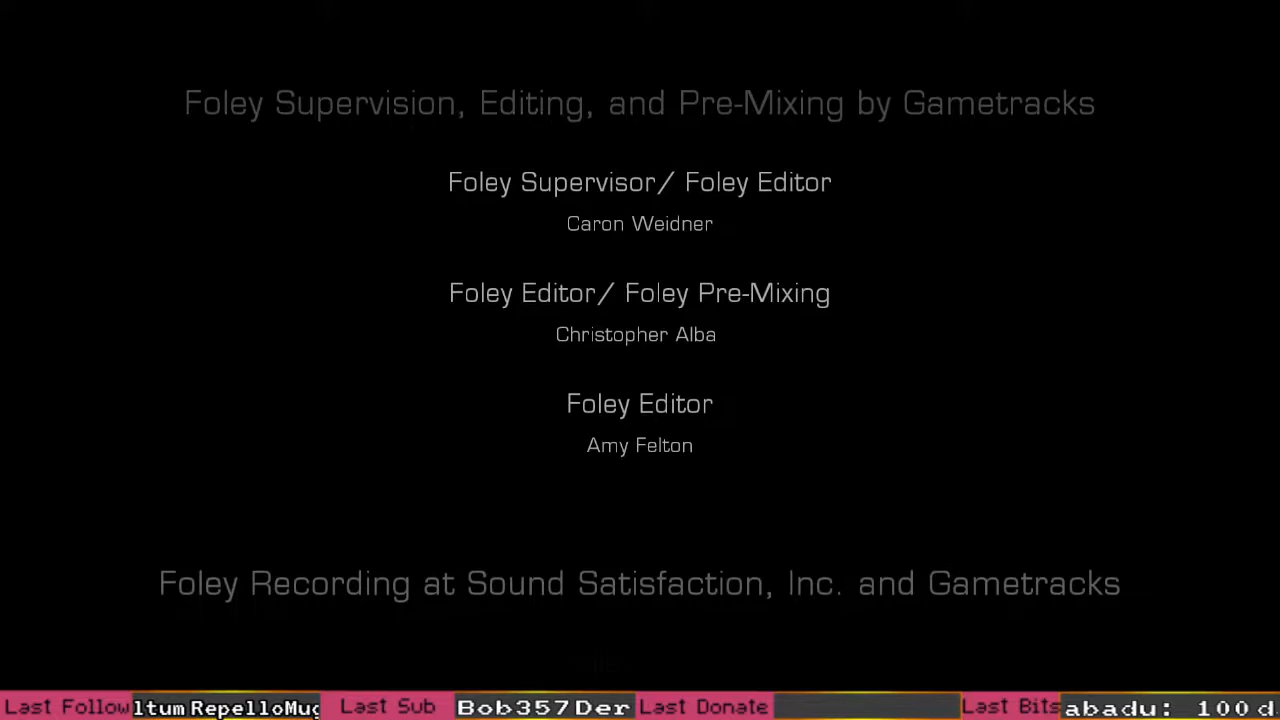 Foley Supervision, Editing, and Pre-Mixing by Gametracks
Foley Supervisor/ Foley Editor
Caron Weidner
Foley Editor/ Foley Pre-Mixing
Christopher Alba
Foley Editor
Amy Felton
Foley Recording at Sound Satisfaction, Inc. and Gametracks
Last Follow ltum RepelloMug Last Sub Bob357Der Last Donate Last Bits abadu: 100 d